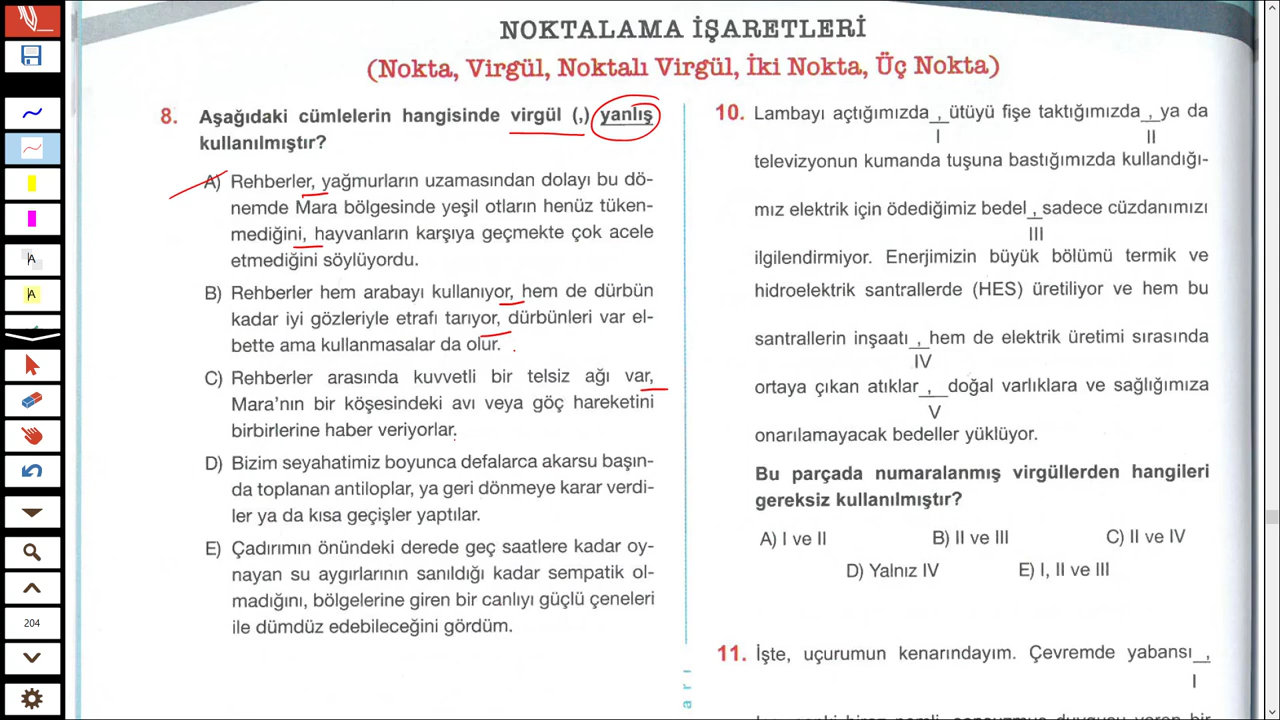 NOKTALAMA İŞARETLERİ
(Nokta, Virgül, Noktalı Virgül, İki Nokta, Üç Nokta)
8. Aşağıdaki cümlelerin hangisinde virgül (,) yanlış
kullanılmıştır?
A) Rehberler, yağmurların uzamasından dolayı bu dö-
nemde Mara bölgesinde yeşil otların henüz tüken-
mediğini, hayvanların karşıya geçmekte çok acele
etmediğini söylüyordu.
B) Rehberler hem arabayı kullanıyor, hem de dürbün
kadar iyi gözleriyle etrafı tarıyor, dürbünleri var el-
bette ama kullanmasalar da olur.
C) Rehberler arasında kuvvetli bir telsiz ağı var,
Mara'nın bir köşesindeki avı veya göç hareketini
birbirlerine haber veriyorlar.
D) Bizim seyahatimiz boyunca defalarca akarsu başın-
da toplanan antiloplar, ya geri dönmeye karar verdi-
ler ya da kısa geçişler yaptılar.
E) Çadırımın önündeki derede geç saatlere kadar oy-
nayan su aygırlarının sanıldığı kadar sempatik ol-
madığını, bölgelerine giren bir canlıyı güçlü çeneleri
ile dümdüz edebileceğini gördüm.
10. Lambayı açtığımızda , ütüyü fişe taktığımızda , ya da
I II
televizyonun kumanda tuşuna bastığımızda kullandığı-
mız elektrik için ödediğimiz bedel , sadece cüzdanımızı
III
ilgilendirmiyor. Enerjimizin büyük bölümü termik ve
hidroelektrik santrallerde (HES) üretiliyor ve hem bu
santrallerin inşaatı , hem de elektrik üretimi sırasında
IV
ortaya çıkan atıklar , doğal varlıklara ve sağlığımıza
V
onarılamayacak bedeller yüklüyor.
Bu parçada numaralanmış virgüllerden hangileri
gereksiz kullanılmıştır?
A) I ve II B) II ve III C) II ve IV
D) Yalnız IV E) I, II ve III
11. İşte, uçurumun kenarındayım. Çevremde yabansı ,
I
A
A
204